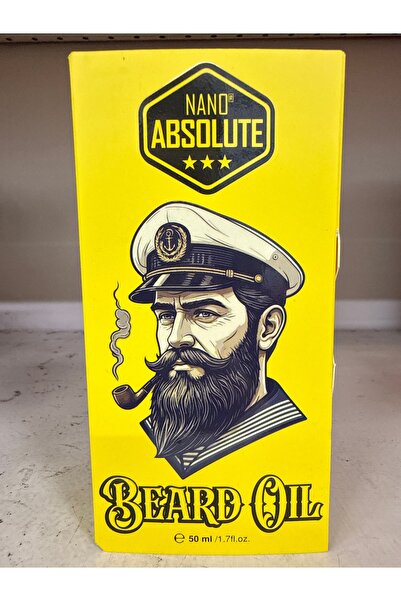 NANO®
ABSOLUTE
BEARD OIL
℮ 50 ml /1.7fl.oz.